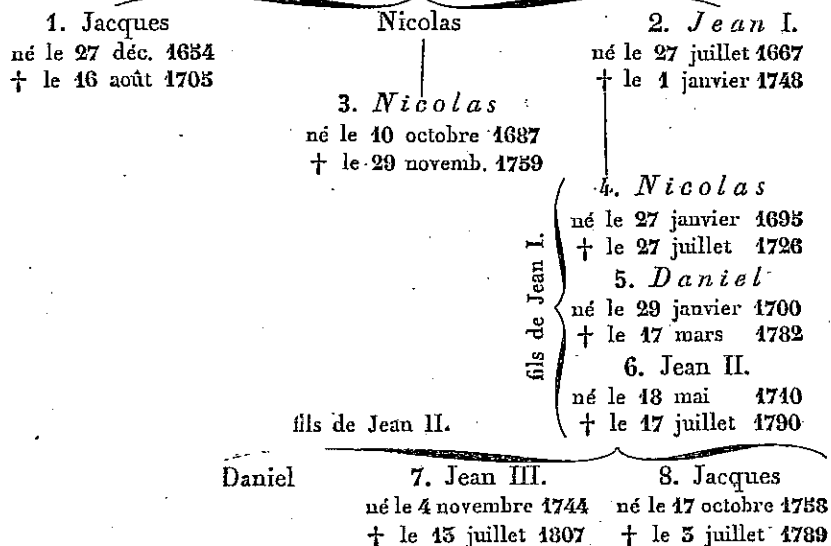 1. Jacques
né le 27 déc. 1654
† le 16 août 1705
Nicolas
2. Jean I.
né le 27 juillet 1667
† le 1 janvier 1748
3. Nicolas
né le 10 octobre 1687
† le 29 novemb. 1759
fils de Jean I.
4. Nicolas
né le 27 janvier 1695
† le 27 juillet 1726
5. Daniel
né le 29 janvier 1700
† le 17 mars 1782
6. Jean II.
né le 18 mai 1710
† le 17 juillet 1790
fils de Jean II.
Daniel
7. Jean III.
né le 4 novembre 1744
† le 13 juillet 1807
8. Jacques
né le 17 octobre 1758
† le 3 juillet 1789